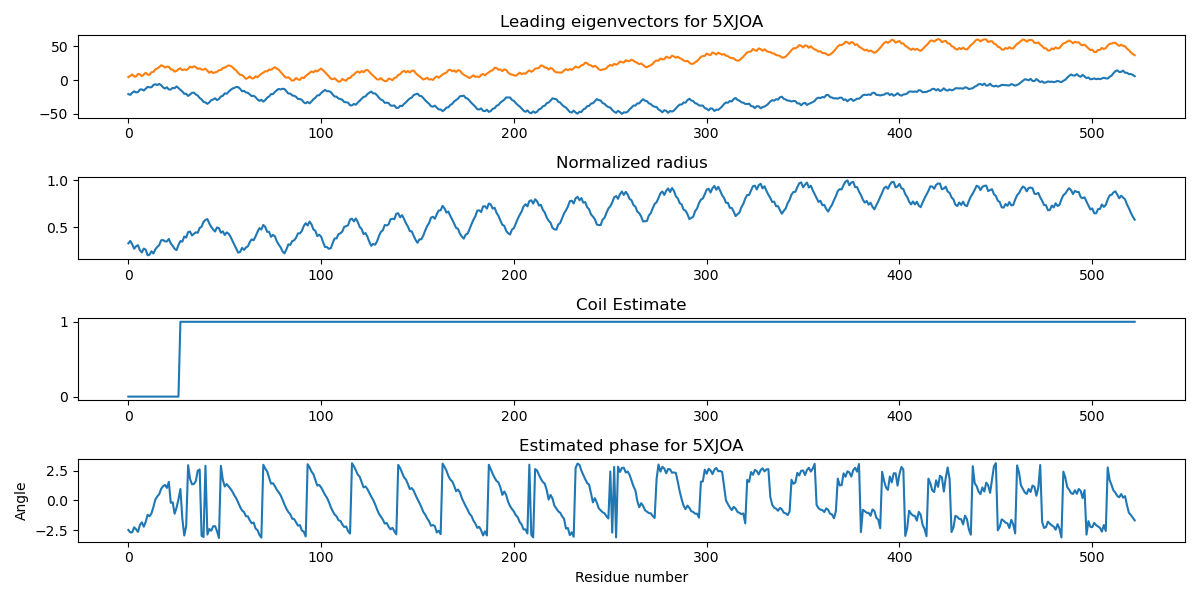 Leading eigenvectors for 5XJOA
50
0
−50
0 100 200 300 400 500
Normalized radius
1.0
0.5
0 100 200 300 400 500
Coil Estimate
1
0
0 100 200 300 400 500
Estimated phase for 5XJOA
2.5
0.0
−2.5
Angle
0 100 200 300 400 500
Residue number